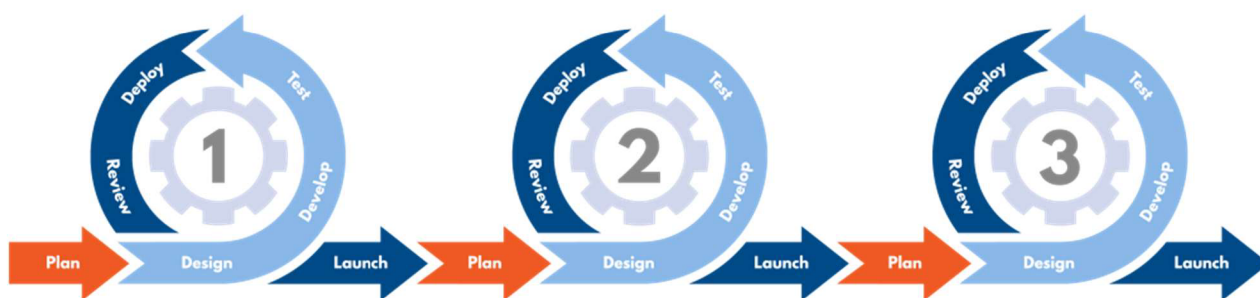 Plan
Design
Develop
Test
Deploy
Review
1
Launch
Plan
Design
Develop
Test
Deploy
Review
2
Launch
Plan
Design
Develop
Test
Deploy
Review
3
Launch